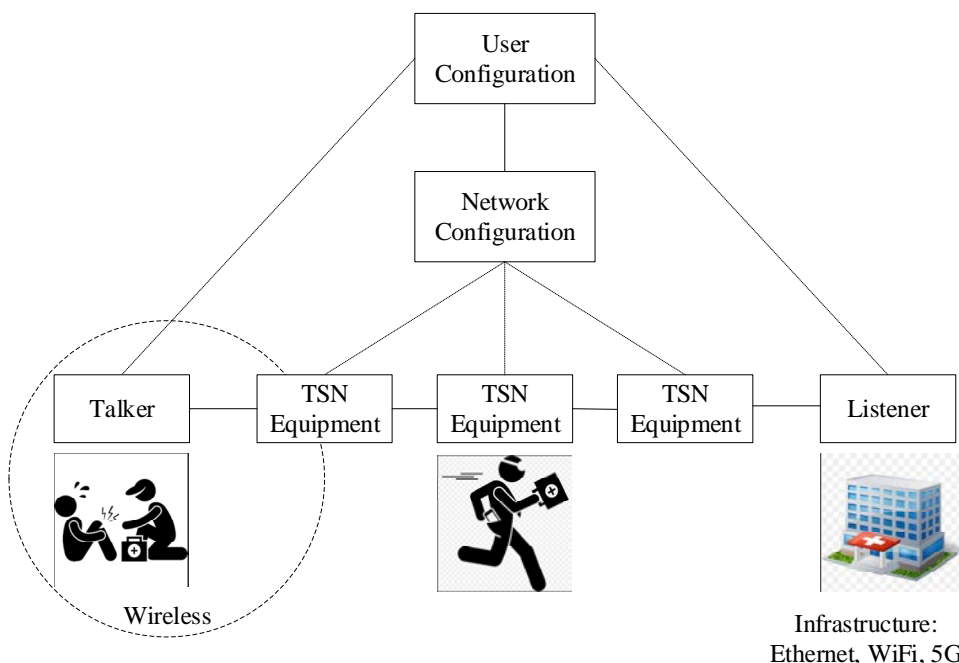 User
Configuration
Network
Configuration
Talker
TSN
Equipment
TSN
Equipment
TSN
Equipment
Listener
Wireless
Infrastructure:
Ethernet, WiFi, 5G